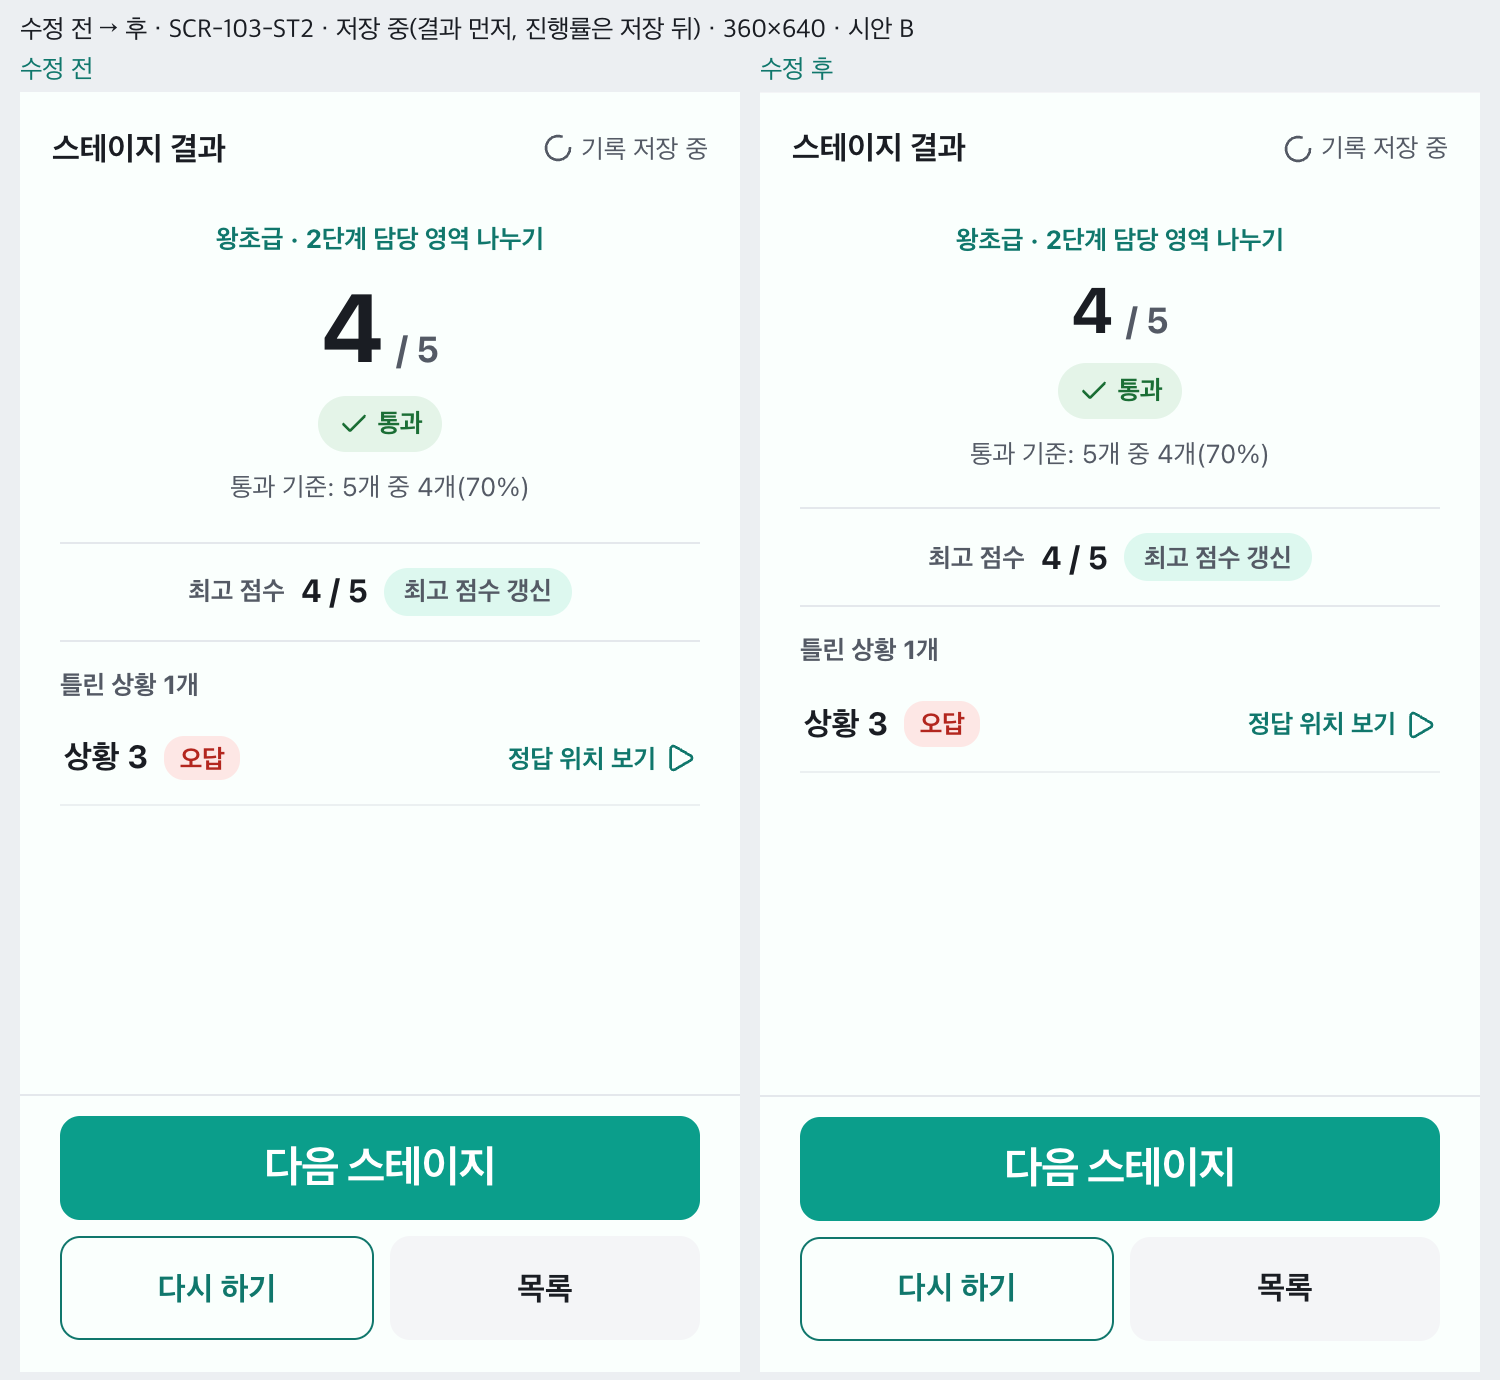 수정 전 → 후 · SCR-103-ST2 · 저장 중(결과 먼저, 진행률은 저장 뒤) · 360×640 · 시안 B
수정 전
스테이지 결과
기록 저장 중
왕초급 · 2단계 담당 영역 나누기
4 / 5
통과
통과 기준: 5개 중 4개(70%)
최고 점수 4 / 5 최고 점수 갱신
틀린 상황 1개
상황 3 오답 정답 위치 보기
다음 스테이지
다시 하기
목록
수정 후
스테이지 결과
기록 저장 중
왕초급 · 2단계 담당 영역 나누기
4 / 5
통과
통과 기준: 5개 중 4개(70%)
최고 점수 4 / 5 최고 점수 갱신
틀린 상황 1개
상황 3 오답 정답 위치 보기
다음 스테이지
다시 하기
목록